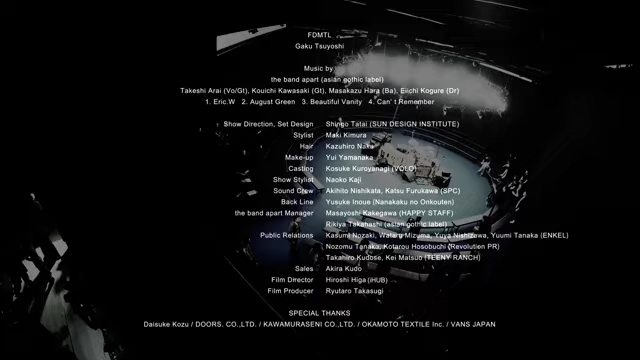 FDMTL
Gaku Tsuyoshi
Music by
the band apart (asian gothic label)
Takeshi Arai (Vo/Gt), Kouichi Kawasaki (Gt), Masakazu Hara (Ba), Eiichi Kogure (Dr)
1. Eric.W 2. August Green 3. Beautiful Vanity 4. Can' t Remember
Show Direction, Set Design Shingo Tatai (SUN DESIGN INSTITUTE)
Stylist Maki Kimura
Hair Kazuhiro Naka
Make-up Yui Yamanaka
Casting Kosuke Kuroyanagi (VOLO)
Show Stylist Naoko Kaji
Sound Crew Akihito Nishikata, Katsu Furukawa (SPC)
Back Line Yusuke Inoue (Nanakaku no Onkouten)
the band apart Manager Masayoshi Kakegawa (HAPPY STAFF)
Rikiya Takahashi (asian gothic label)
Public Relations Kasumi Nozaki, Wataru Mizuma, Yuya Nishizawa, Yuumi Tanaka (ENKEL)
Nozomu Tanaka, Kotarou Hosobuchi (Revolution PR)
Takahiro Kudose, Kei Matsuo (TEENY RANCH)
Sales Akira Kudo
Film Director Hiroshi Higa (iHUB)
Film Producer Ryutaro Takasugi
SPECIAL THANKS
Daisuke Kozu / DOORS. CO.,LTD. / KAWAMURASENI CO.,LTD. / OKAMOTO TEXTILE Inc. / VANS JAPAN